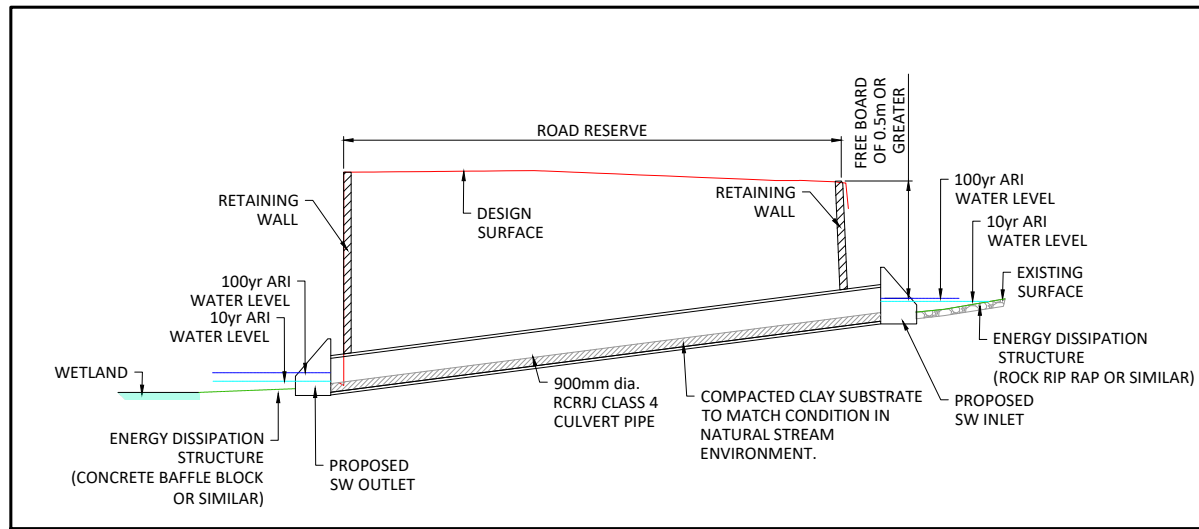 ROAD RESERVE
FREE BOARD
OF 0.5m OR
GREATER
100yr ARI
WATER LEVEL
10yr ARI
WATER LEVEL
RETAINING
WALL
DESIGN
SURFACE
RETAINING
WALL
EXISTING
SURFACE
100yr ARI
WATER LEVEL
10yr ARI
WATER LEVEL
WETLAND
ENERGY DISSIPATION
STRUCTURE
(ROCK RIP RAP OR SIMILAR)
900mm dia.
RCRRJ CLASS 4
CULVERT PIPE
COMPACTED CLAY SUBSTRATE
TO MATCH CONDITION IN
NATURAL STREAM
ENVIRONMENT.
PROPOSED
SW INLET
ENERGY DISSIPATION
STRUCTURE
(CONCRETE BAFFLE BLOCK
OR SIMILAR)
PROPOSED
SW OUTLET